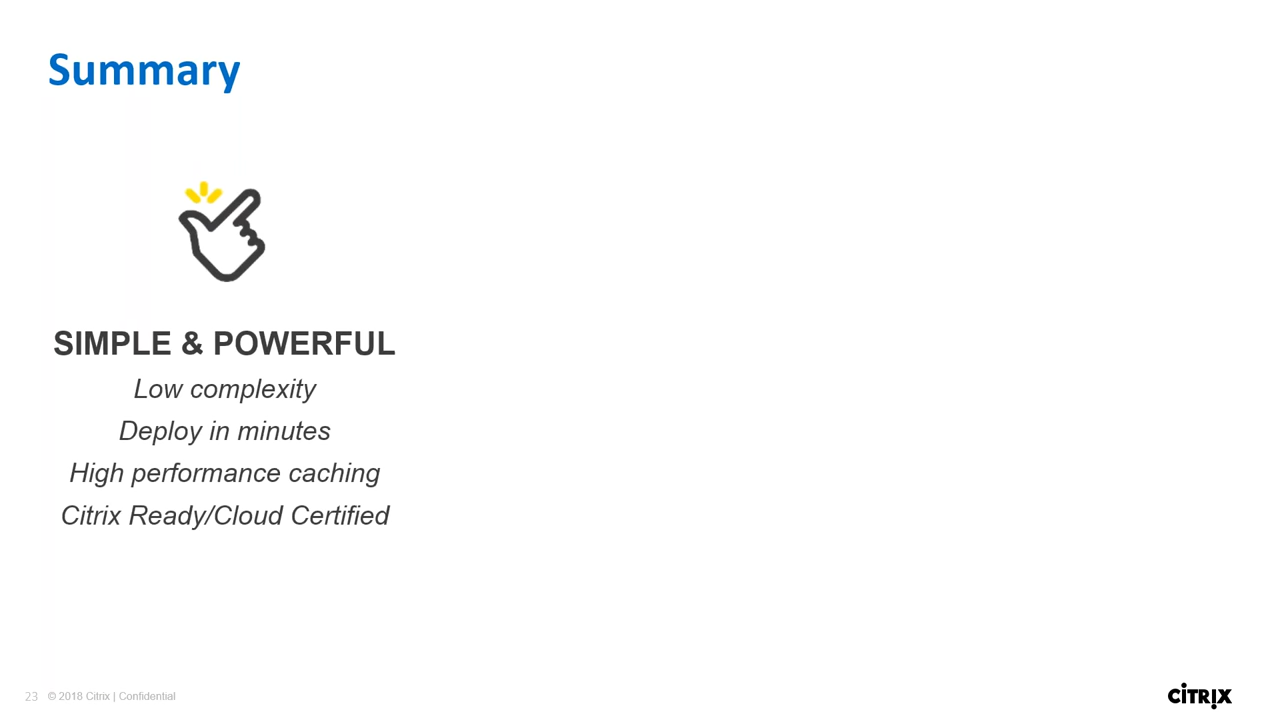 Summary
SIMPLE & POWERFUL
Low complexity
Deploy in minutes
High performance caching
Citrix Ready/Cloud Certified
23 © 2018 Citrix | Confidential
CITRIX